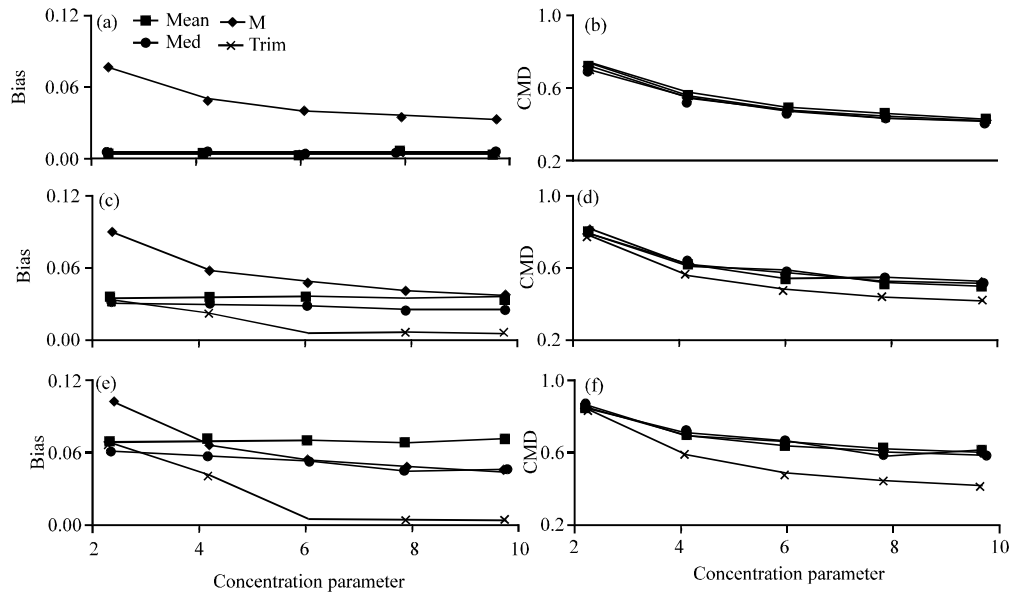 0.12
(a)
Mean
M
Med
Trim
Bias
0.06
0.00
1.0
(b)
CMD
0.6
0.2
0.12
(c)
Bias
0.06
0.00
1.0
(d)
CMD
0.6
0.2
0.12
(e)
Bias
0.06
0.00
2
4
6
8
10
Concentration parameter
1.0
(f)
CMD
0.6
0.2
2
4
6
8
10
Concentration parameter